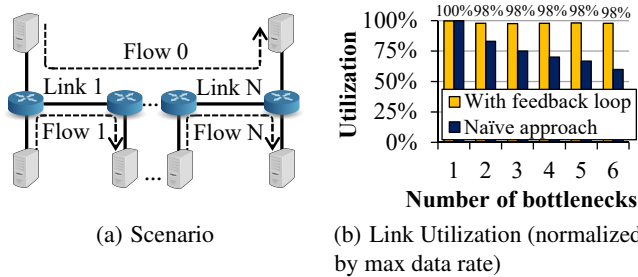 Flow 0
Link 1
Link N
Flow 1
Flow N
...
...
(a) Scenario
100% 98% 98% 98% 98% 98%
100%
75%
50%
25%
0%
Utilization
With feedback loop
Naïve approach
1 2 3 4 5 6
Number of bottlenecks
(b) Link Utilization (normalized
by max data rate)